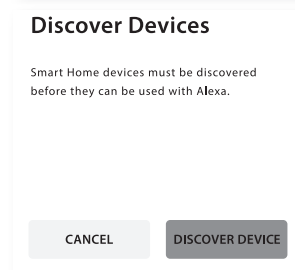 Discover Devices
Smart Home devices must be discovered
before they can be used with Alexa.
CANCEL
DISCOVER DEVICE